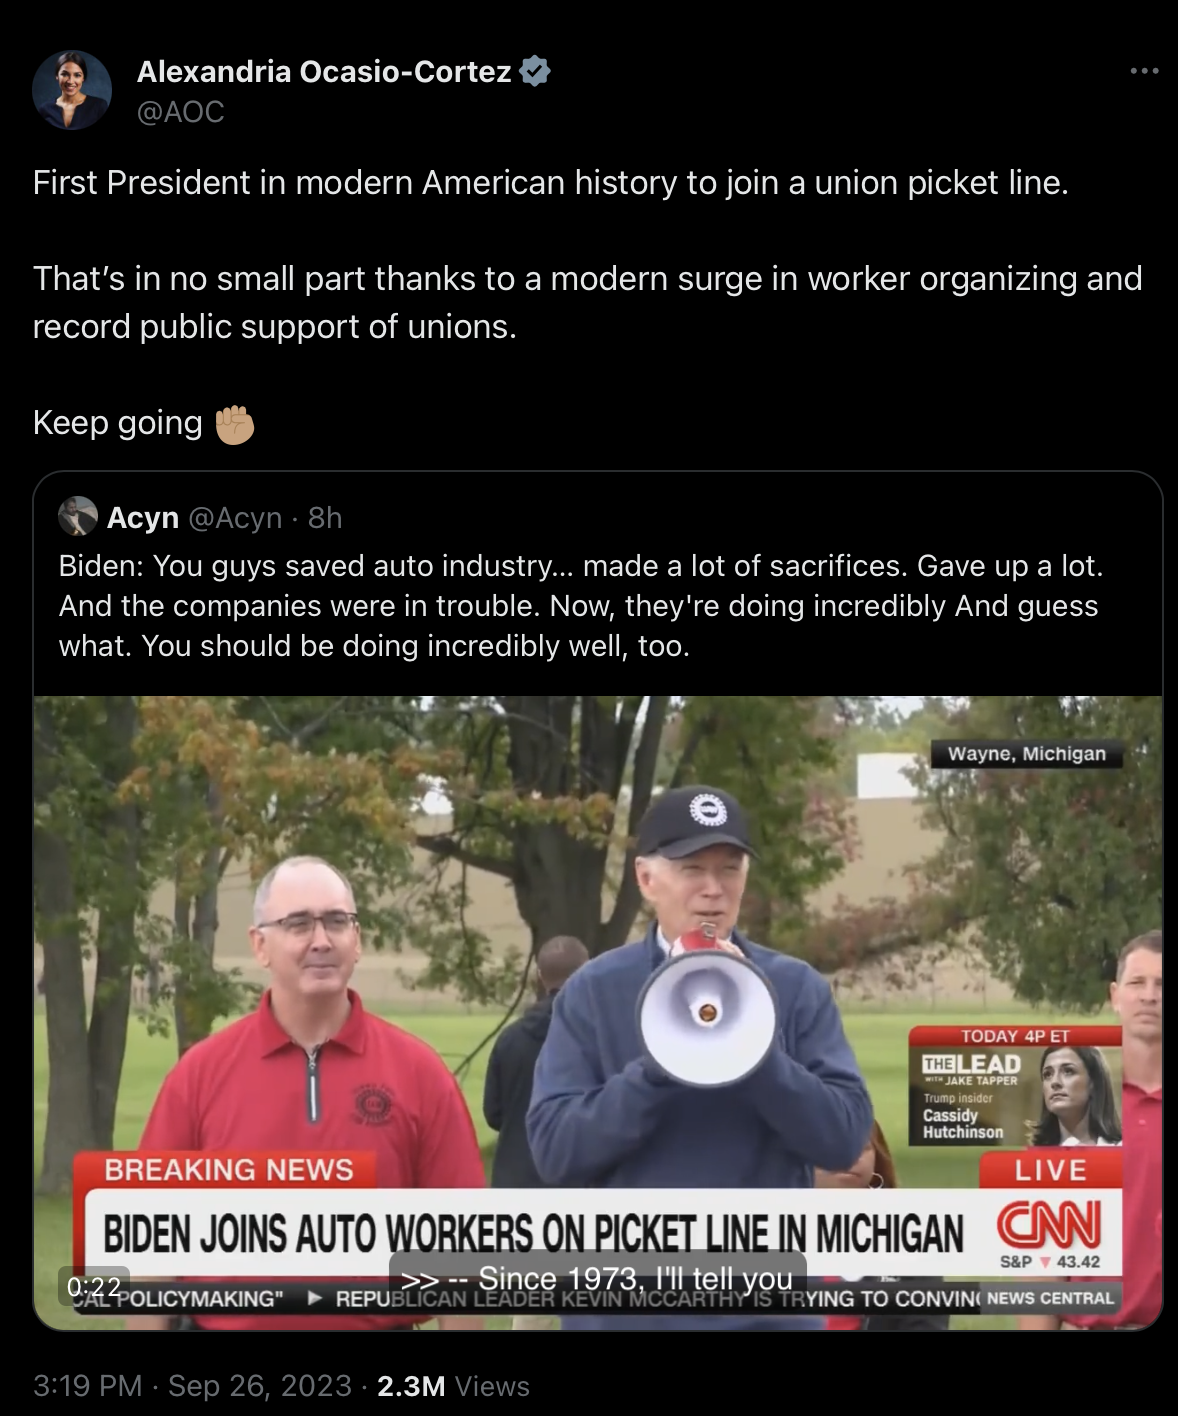 Alexandria Ocasio-Cortez
@AOC
First President in modern American history to join a union picket line.
That’s in no small part thanks to a modern surge in worker organizing and
record public support of unions.
Keep going ✊🏽
Acyn @Acyn · 8h
Biden: You guys saved auto industry... made a lot of sacrifices. Gave up a lot.
And the companies were in trouble. Now, they're doing incredibly And guess
what. You should be doing incredibly well, too.
Wayne, Michigan
TODAY 4P ET
THE LEAD
WITH JAKE TAPPER
Trump insider
Cassidy
Hutchinson
BREAKING NEWS
LIVE
BIDEN JOINS AUTO WORKERS ON PICKET LINE IN MICHIGAN
CNN
S&P ▼ 43.42
0:22
>> -- Since 1973, I'll tell you
CAL POLICYMAKING" ▶ REPUBLICAN LEADER KEVIN MCCARTHY IS TRYING TO CONVIN
NEWS CENTRAL
3:19 PM · Sep 26, 2023 · 2.3M Views